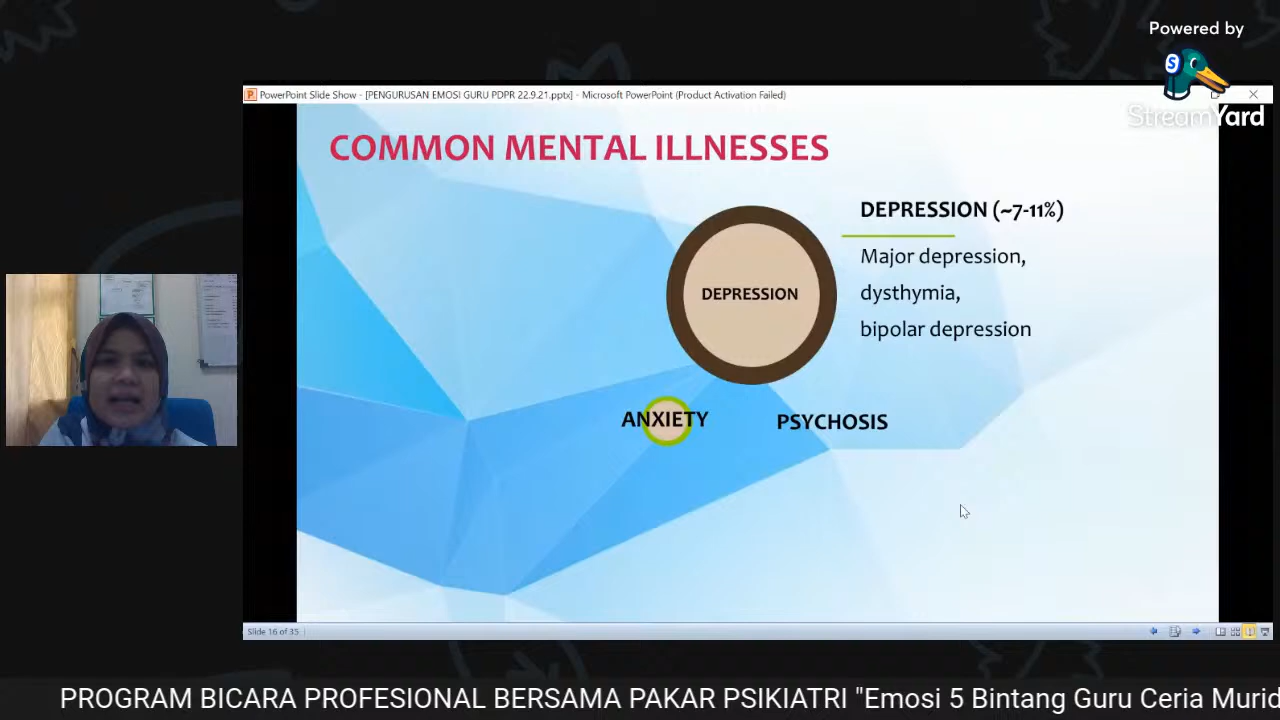 Powered by
StreamYard
PowerPoint Slide Show - [PENGURUSAN EMOSI GURU PDPR 22.9.21.pptx] - Microsoft PowerPoint (Product Activation Failed)
COMMON MENTAL ILLNESSES
DEPRESSION (~7-11%)
Major depression,
dysthymia,
bipolar depression
DEPRESSION
ANXIETY
PSYCHOSIS
Slide 16 of 35
PROGRAM BICARA PROFESIONAL BERSAMA PAKAR PSIKIATRI "Emosi 5 Bintang Guru Ceria Murid